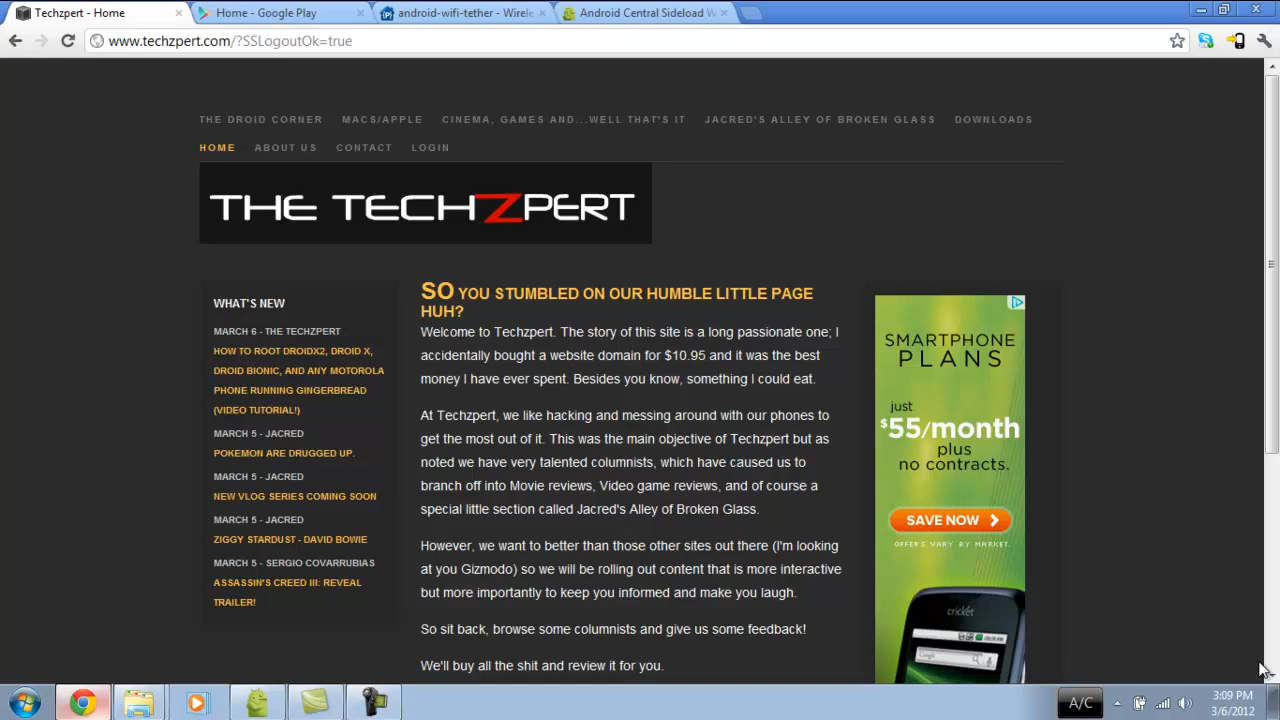 Techzpert - Home
Home - Google Play
android-wifi-tether - Wirele
Android Central Sideload W
www.techzpert.com/?SSLogoutOk=true
THE DROID CORNER MACS/APPLE CINEMA, GAMES AND...WELL THAT'S IT JACRED'S ALLEY OF BROKEN GLASS DOWNLOADS
HOME ABOUT US CONTACT LOGIN
THE TECHZPERT
WHAT'S NEW
MARCH 6 - THE TECHZPERT
HOW TO ROOT DROIDX2, DROID X,
DROID BIONIC, AND ANY MOTOROLA
PHONE RUNNING GINGERBREAD
(VIDEO TUTORIAL!)
MARCH 5 - JACRED
POKEMON ARE DRUGGED UP.
MARCH 5 - JACRED
NEW VLOG SERIES COMING SOON
MARCH 5 - JACRED
ZIGGY STARDUST - DAVID BOWIE
MARCH 5 - SERGIO COVARRUBIAS
ASSASSIN'S CREED III: REVEAL
TRAILER!
SO YOU STUMBLED ON OUR HUMBLE LITTLE PAGE
HUH?
Welcome to Techzpert. The story of this site is a long passionate one; I
accidentally bought a website domain for $10.95 and it was the best
money I have ever spent. Besides you know, something I could eat.
At Techzpert, we like hacking and messing around with our phones to
get the most out of it. This was the main objective of Techzpert but as
noted we have very talented columnists, which have caused us to
branch off into Movie reviews, Video game reviews, and of course a
special little section called Jacred's Alley of Broken Glass.
However, we want to better than those other sites out there (I'm looking
at you Gizmodo) so we will be rolling out content that is more interactive
but more importantly to keep you informed and make you laugh.
So sit back, browse some columnists and give us some feedback!
We'll buy all the shit and review it for you.
SMARTPHONE
PLANS
just
$55/month
plus
no contracts.
SAVE NOW
OFFERS VARY BY MARKET.
cricket
Google
A/C
3:09 PM
3/6/2012